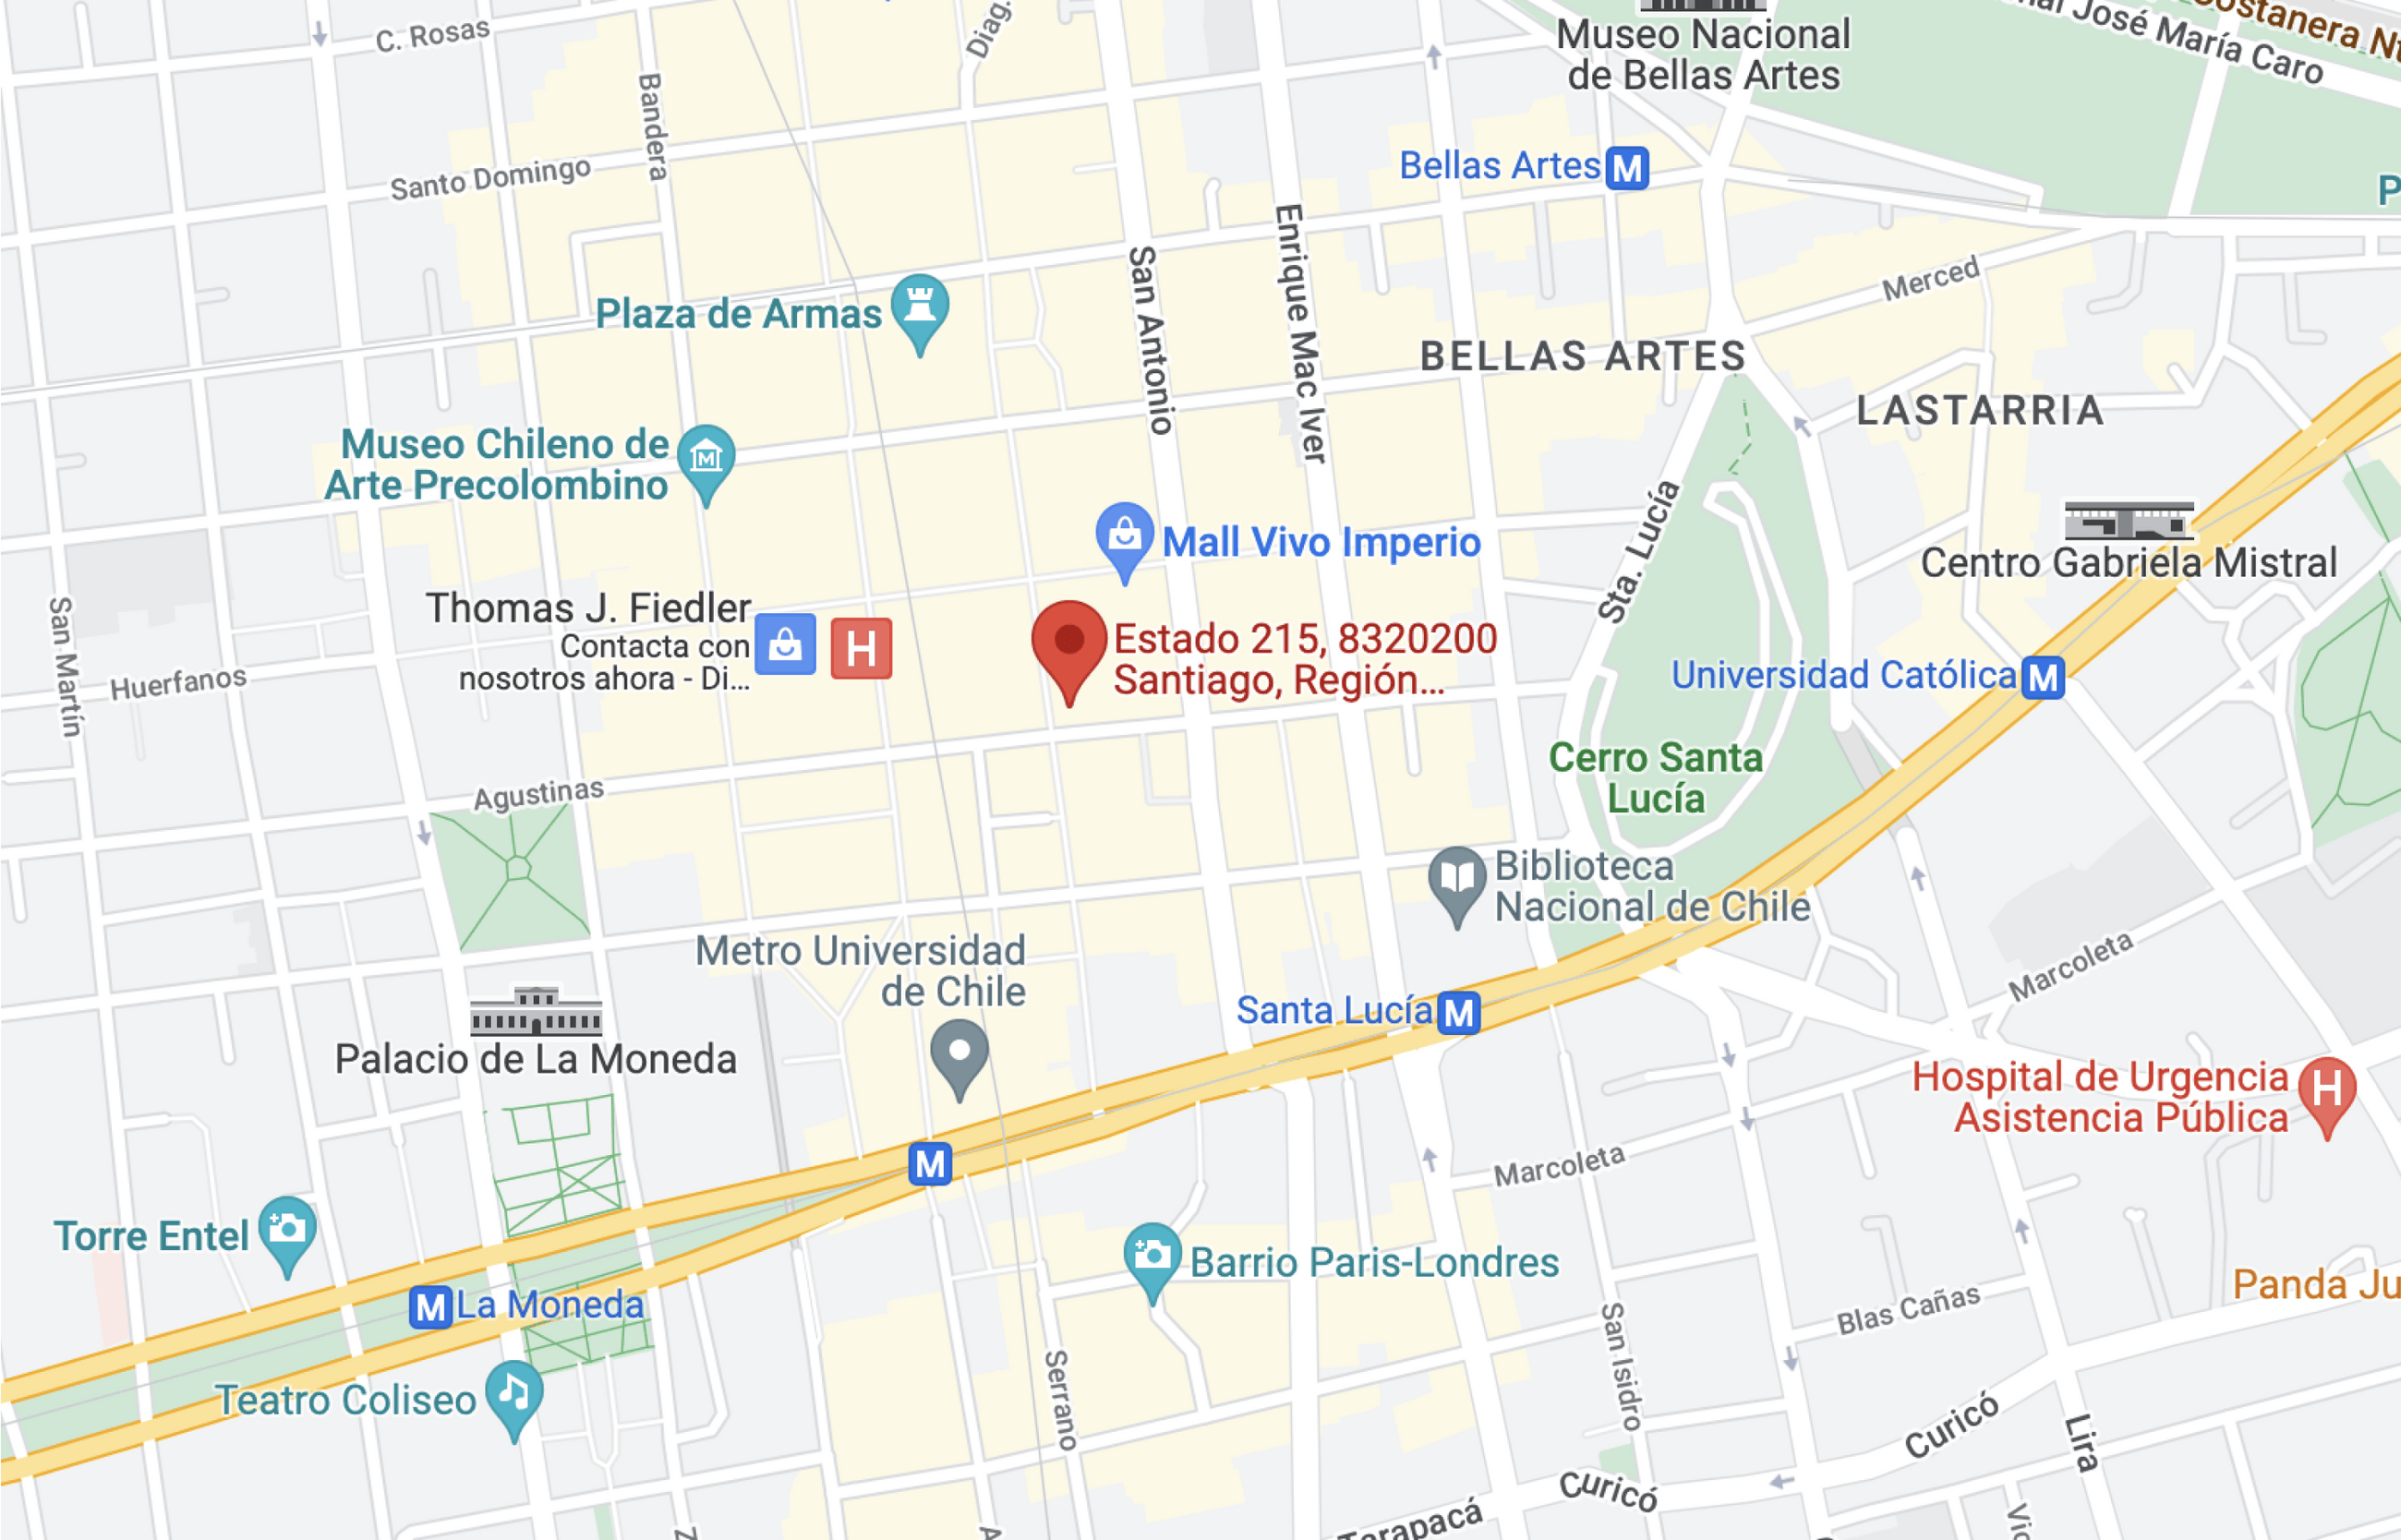 C. Rosas
Diag.
Museo Nacional
de Bellas Artes
José María Caro
Costanera
Bandera
Santo Domingo
Bellas Artes
M
Enrique Mac Iver
San Antonio
Merced
Plaza de Armas
BELLAS ARTES
LASTARRIA
Museo Chileno de
Arte Precolombino
M
Sta. Lucía
Mall Vivo Imperio
Centro Gabriela Mistral
San Martín
Thomas J. Fiedler
Contacta con
nosotros ahora - Di...
H
Estado 215, 8320200
Santiago, Región...
Huerfanos
Universidad Católica
M
Cerro Santa
Lucía
Agustinas
Biblioteca
Nacional de Chile
Metro Universidad
de Chile
Marcoleta
Santa Lucía
M
Palacio de La Moneda
Hospital de Urgencia
Asistencia Pública
H
M
Marcoleta
Torre Entel
Barrio Paris-Londres
Panda Ju
M
La Moneda
Blas Cañas
San Isidro
Serrano
Teatro Coliseo
Curicó
Lira
Curicó
Tarapacá